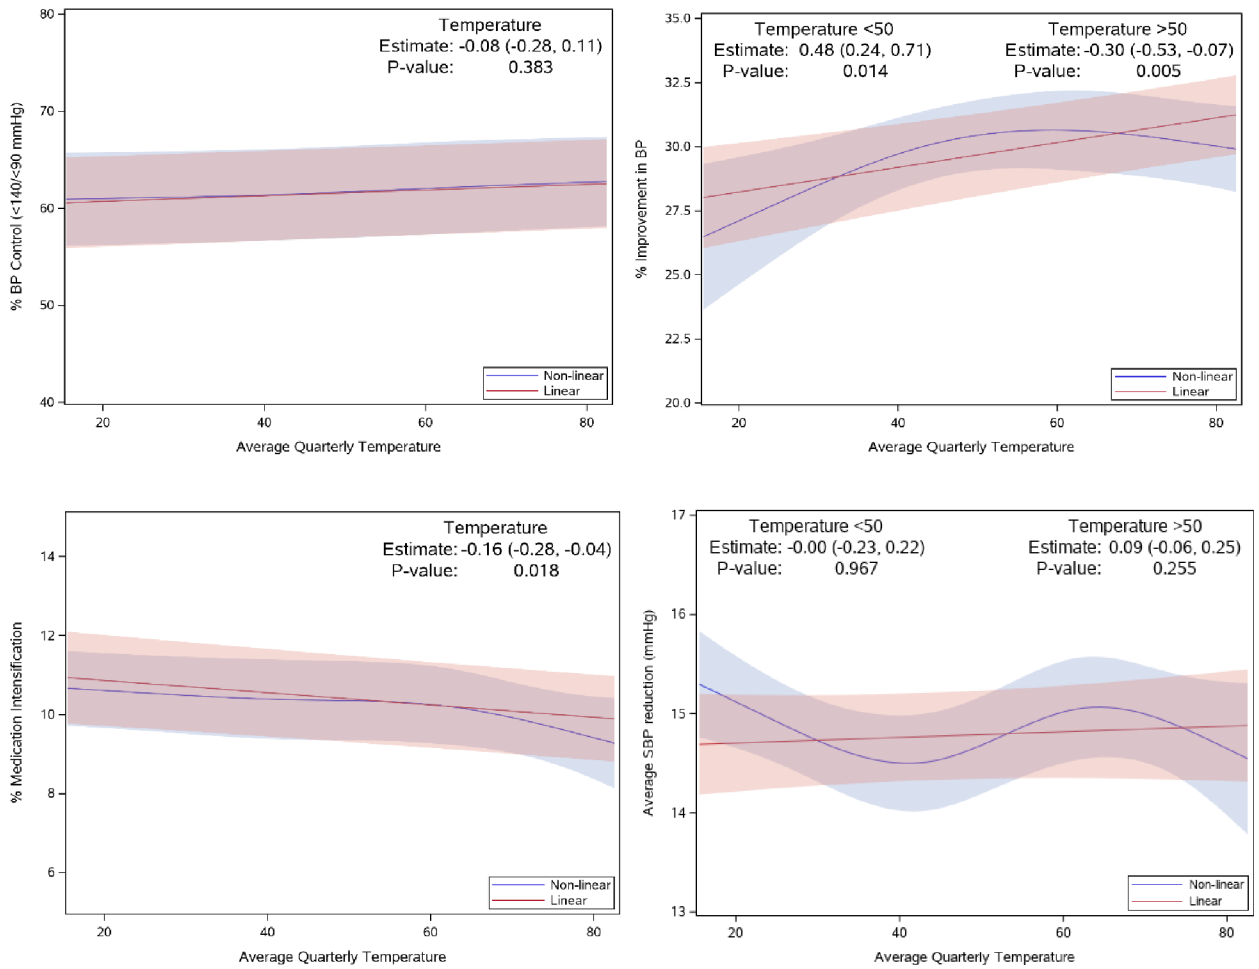 Temperature
Estimate: -0.08 (-0.28, 0.11)
P-value: 0.383
% BP Control (<140/<90 mmHg)
80
70
60
50
40
20
40
60
80
Average Quarterly Temperature
Non-linear
Linear
Temperature <50
Estimate: 0.48 (0.24, 0.71)
P-value: 0.014
Temperature >50
Estimate: -0.30 (-0.53, -0.07)
P-value: 0.005
% Improvement in BP
35.0
32.5
30.0
27.5
25.0
22.5
20.0
20
40
60
80
Average Quarterly Temperature
Non-linear
Linear
Temperature
Estimate: -0.16 (-0.28, -0.04)
P-value: 0.018
% Medication Intensification
14
12
10
8
6
20
40
60
80
Average Quarterly Temperature
Non-linear
Linear
Temperature <50
Estimate: -0.00 (-0.23, 0.22)
P-value: 0.967
Temperature >50
Estimate: 0.09 (-0.06, 0.25)
P-value: 0.255
Average SBP reduction (mmHg)
17
16
15
14
13
20
40
60
80
Average Quarterly Temperature
Non-linear
Linear